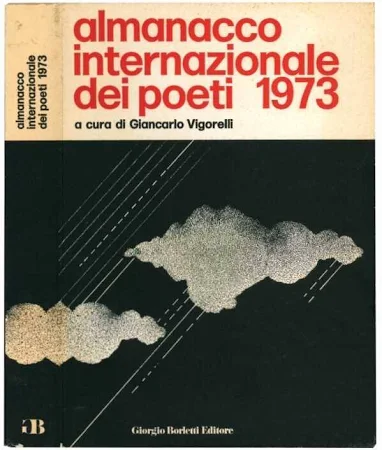 almanacco
internazionale
dei poeti 1973
a cura di Giancarlo Vigorelli
almanacco
internazionale
dei poeti 1973
GB
Giorgio Borletti Editore